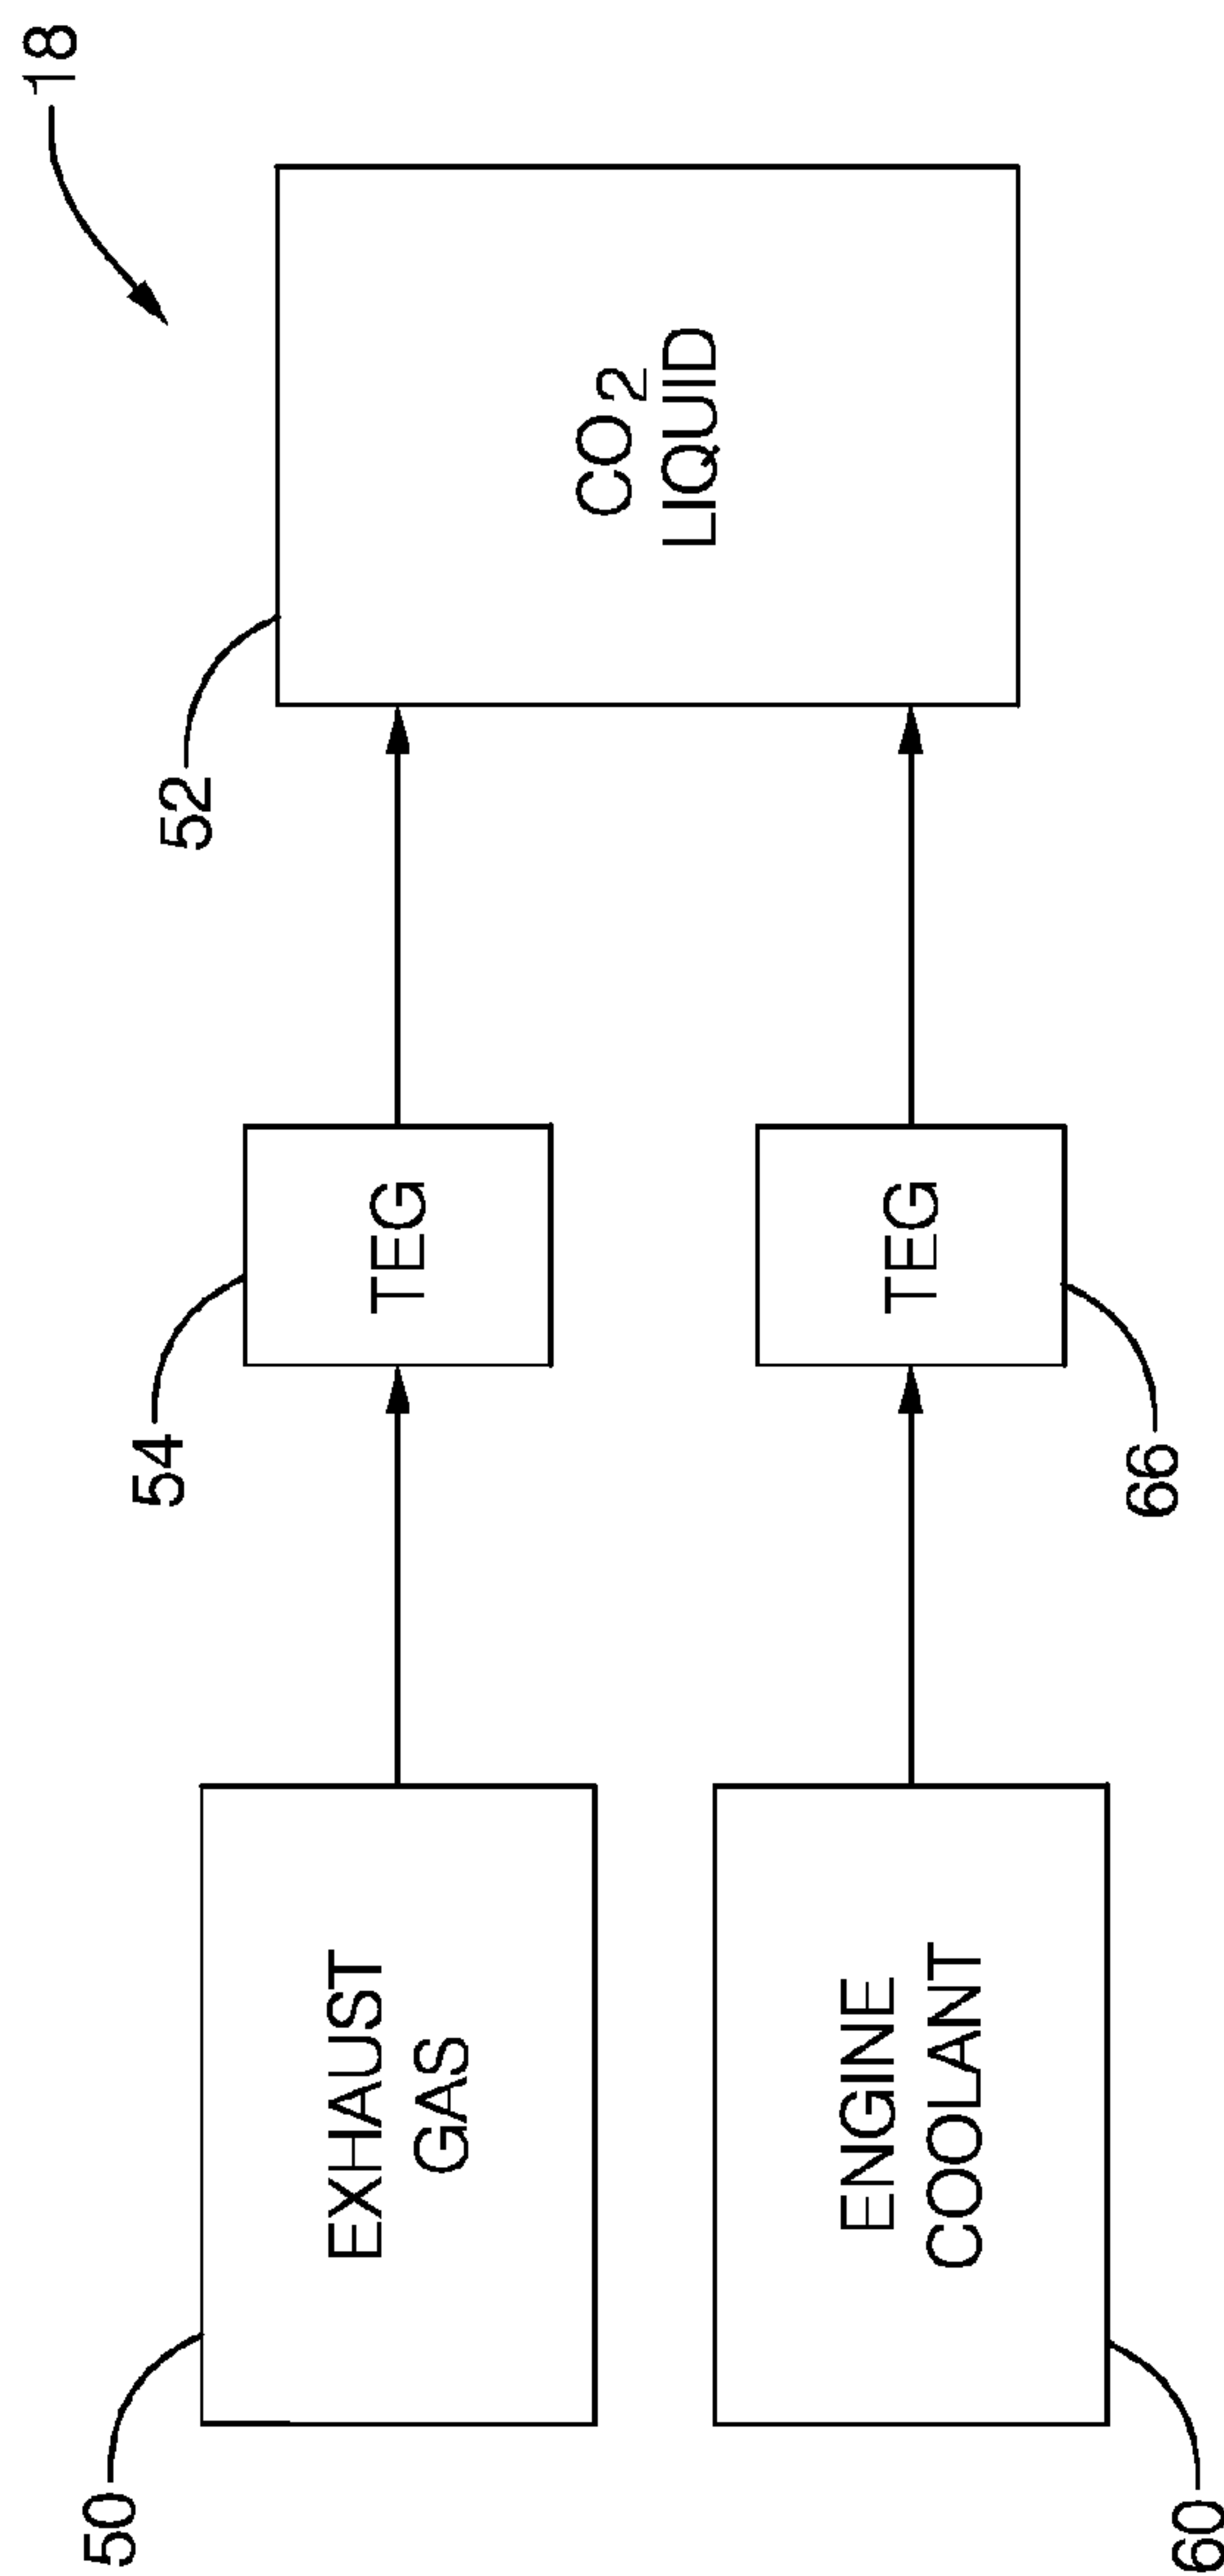 18
52
CO2
LIQUID
54
TEG
TEG
66
50
EXHAUST
GAS
ENGINE
COOLANT
60